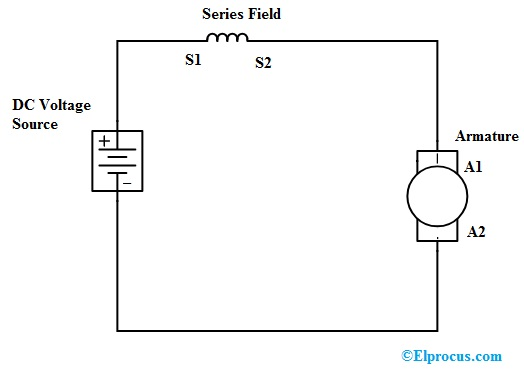 Series Field
S1
S2
DC Voltage
Source
+
−
Armature
A1
A2
©Elprocus.com